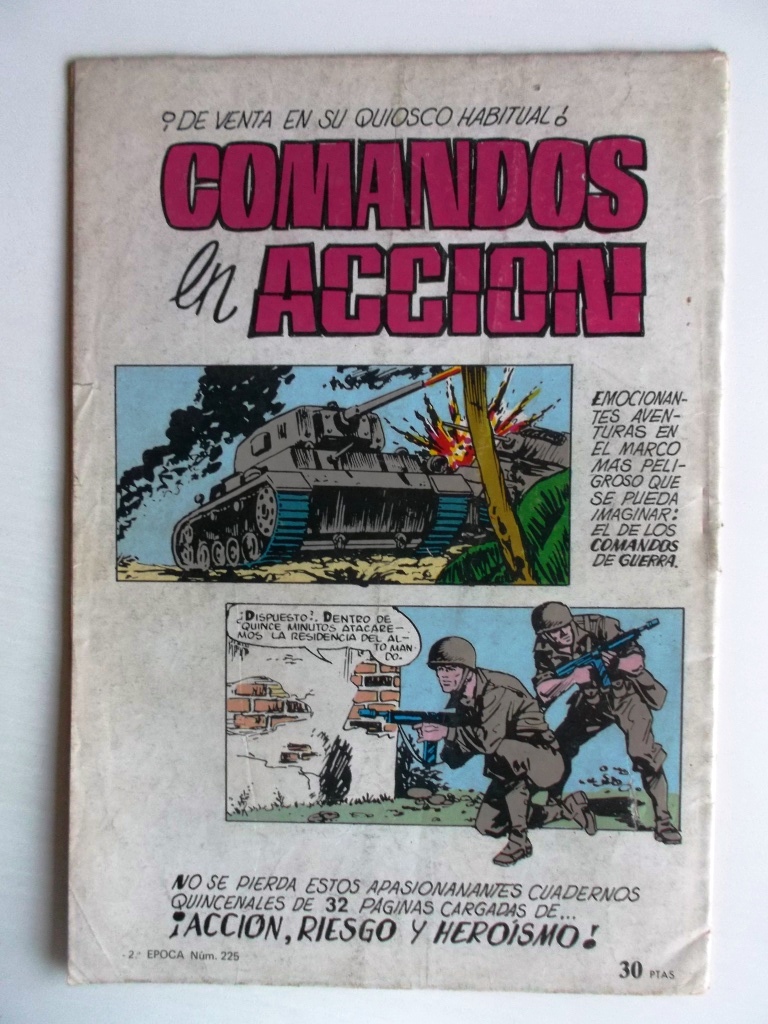 ¡DE VENTA EN SU QUIOSCO HABITUAL!
COMANDOS
en ACCION
EMOCIONAN-
TES AVEN-
TURAS EN
EL MARCO
MAS PELI-
GROSO QUE
SE PUEDA
IMAGINAR:
EL DE LOS
COMANDOS
DE GUERRA.
¿DISPUESTO?. DENTRO DE
QUINCE MINUTOS ATACARE-
MOS LA RESIDENCIA DEL AL-
TO MAN-
DO.
NO SE PIERDA ESTOS APASIONANANTES CUADERNOS
QUINCENALES DE 32 PAGINAS CARGADAS DE...
¡ACCION, RIESGO Y HEROÍSMO!
2.ª EPOCA Núm. 225
30 PTAS